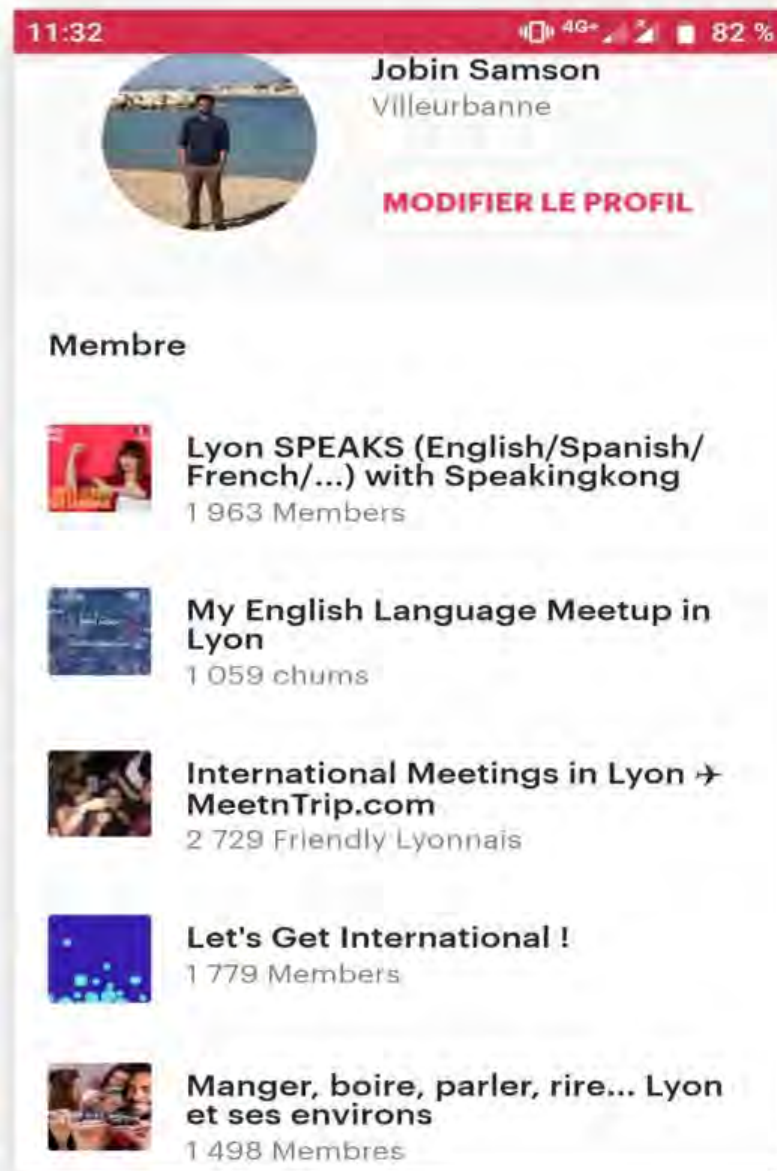 11:32
4G+
82 %
Jobin Samson
Villeurbanne
MODIFIER LE PROFIL
Membre
Lyon SPEAKS (English/Spanish/
French/...) with Speakingkong
1 963 Members
My English Language Meetup in
Lyon
1 059 chums
International Meetings in Lyon ✈
MeetnTrip.com
2 729 Friendly Lyonnais
Let's Get International !
1 779 Members
Manger, boire, parler, rire... Lyon
et ses environs
1 498 Membres